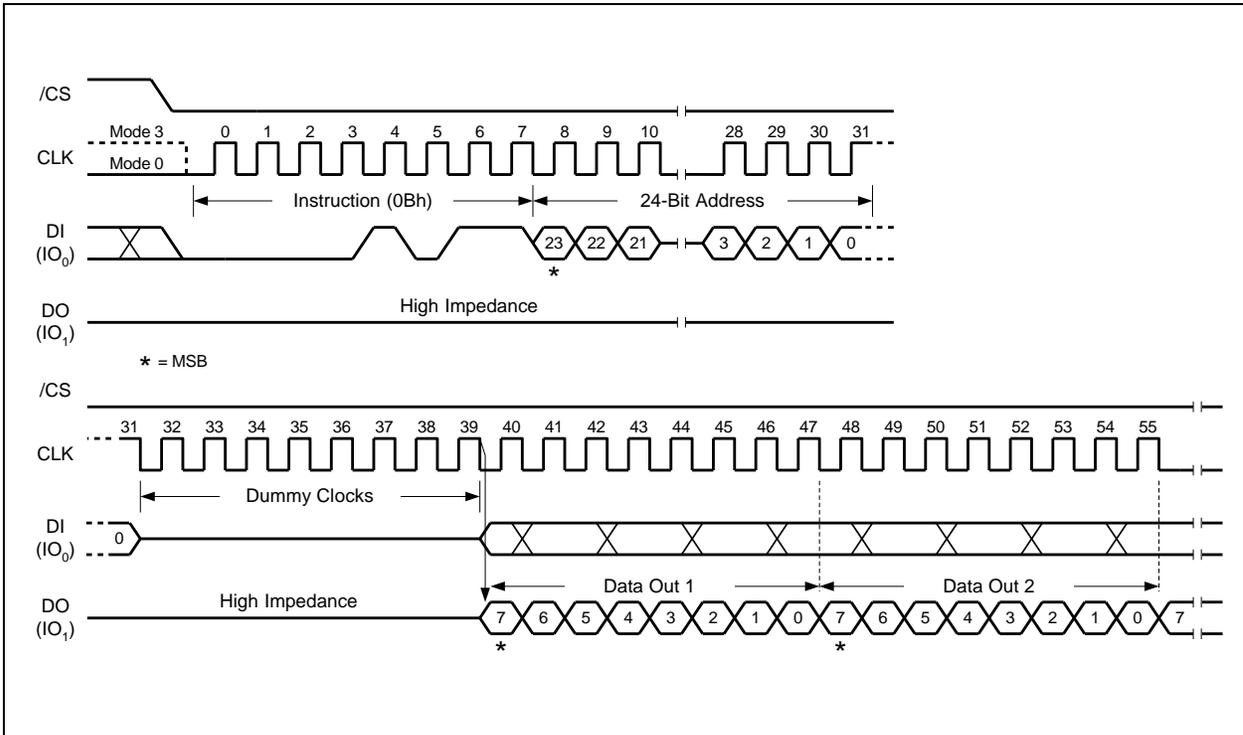 /CS
Mode 3 0 1 2 3 4 5 6 7 8 9 10 28 29 30 31
CLK
Mode 0
Instruction (0Bh) 24-Bit Address
DI
(IO0)
23 22 21 3 2 1 0
*
High Impedance
DO
(IO1)
* = MSB
/CS
31 32 33 34 35 36 37 38 39 40 41 42 43 44 45 46 47 48 49 50 51 52 53 54 55
CLK
Dummy Clocks
DI
(IO0)
0
Data Out 1 Data Out 2
High Impedance
DO
(IO1)
7 6 5 4 3 2 1 0 7 6 5 4 3 2 1 0 7
* *